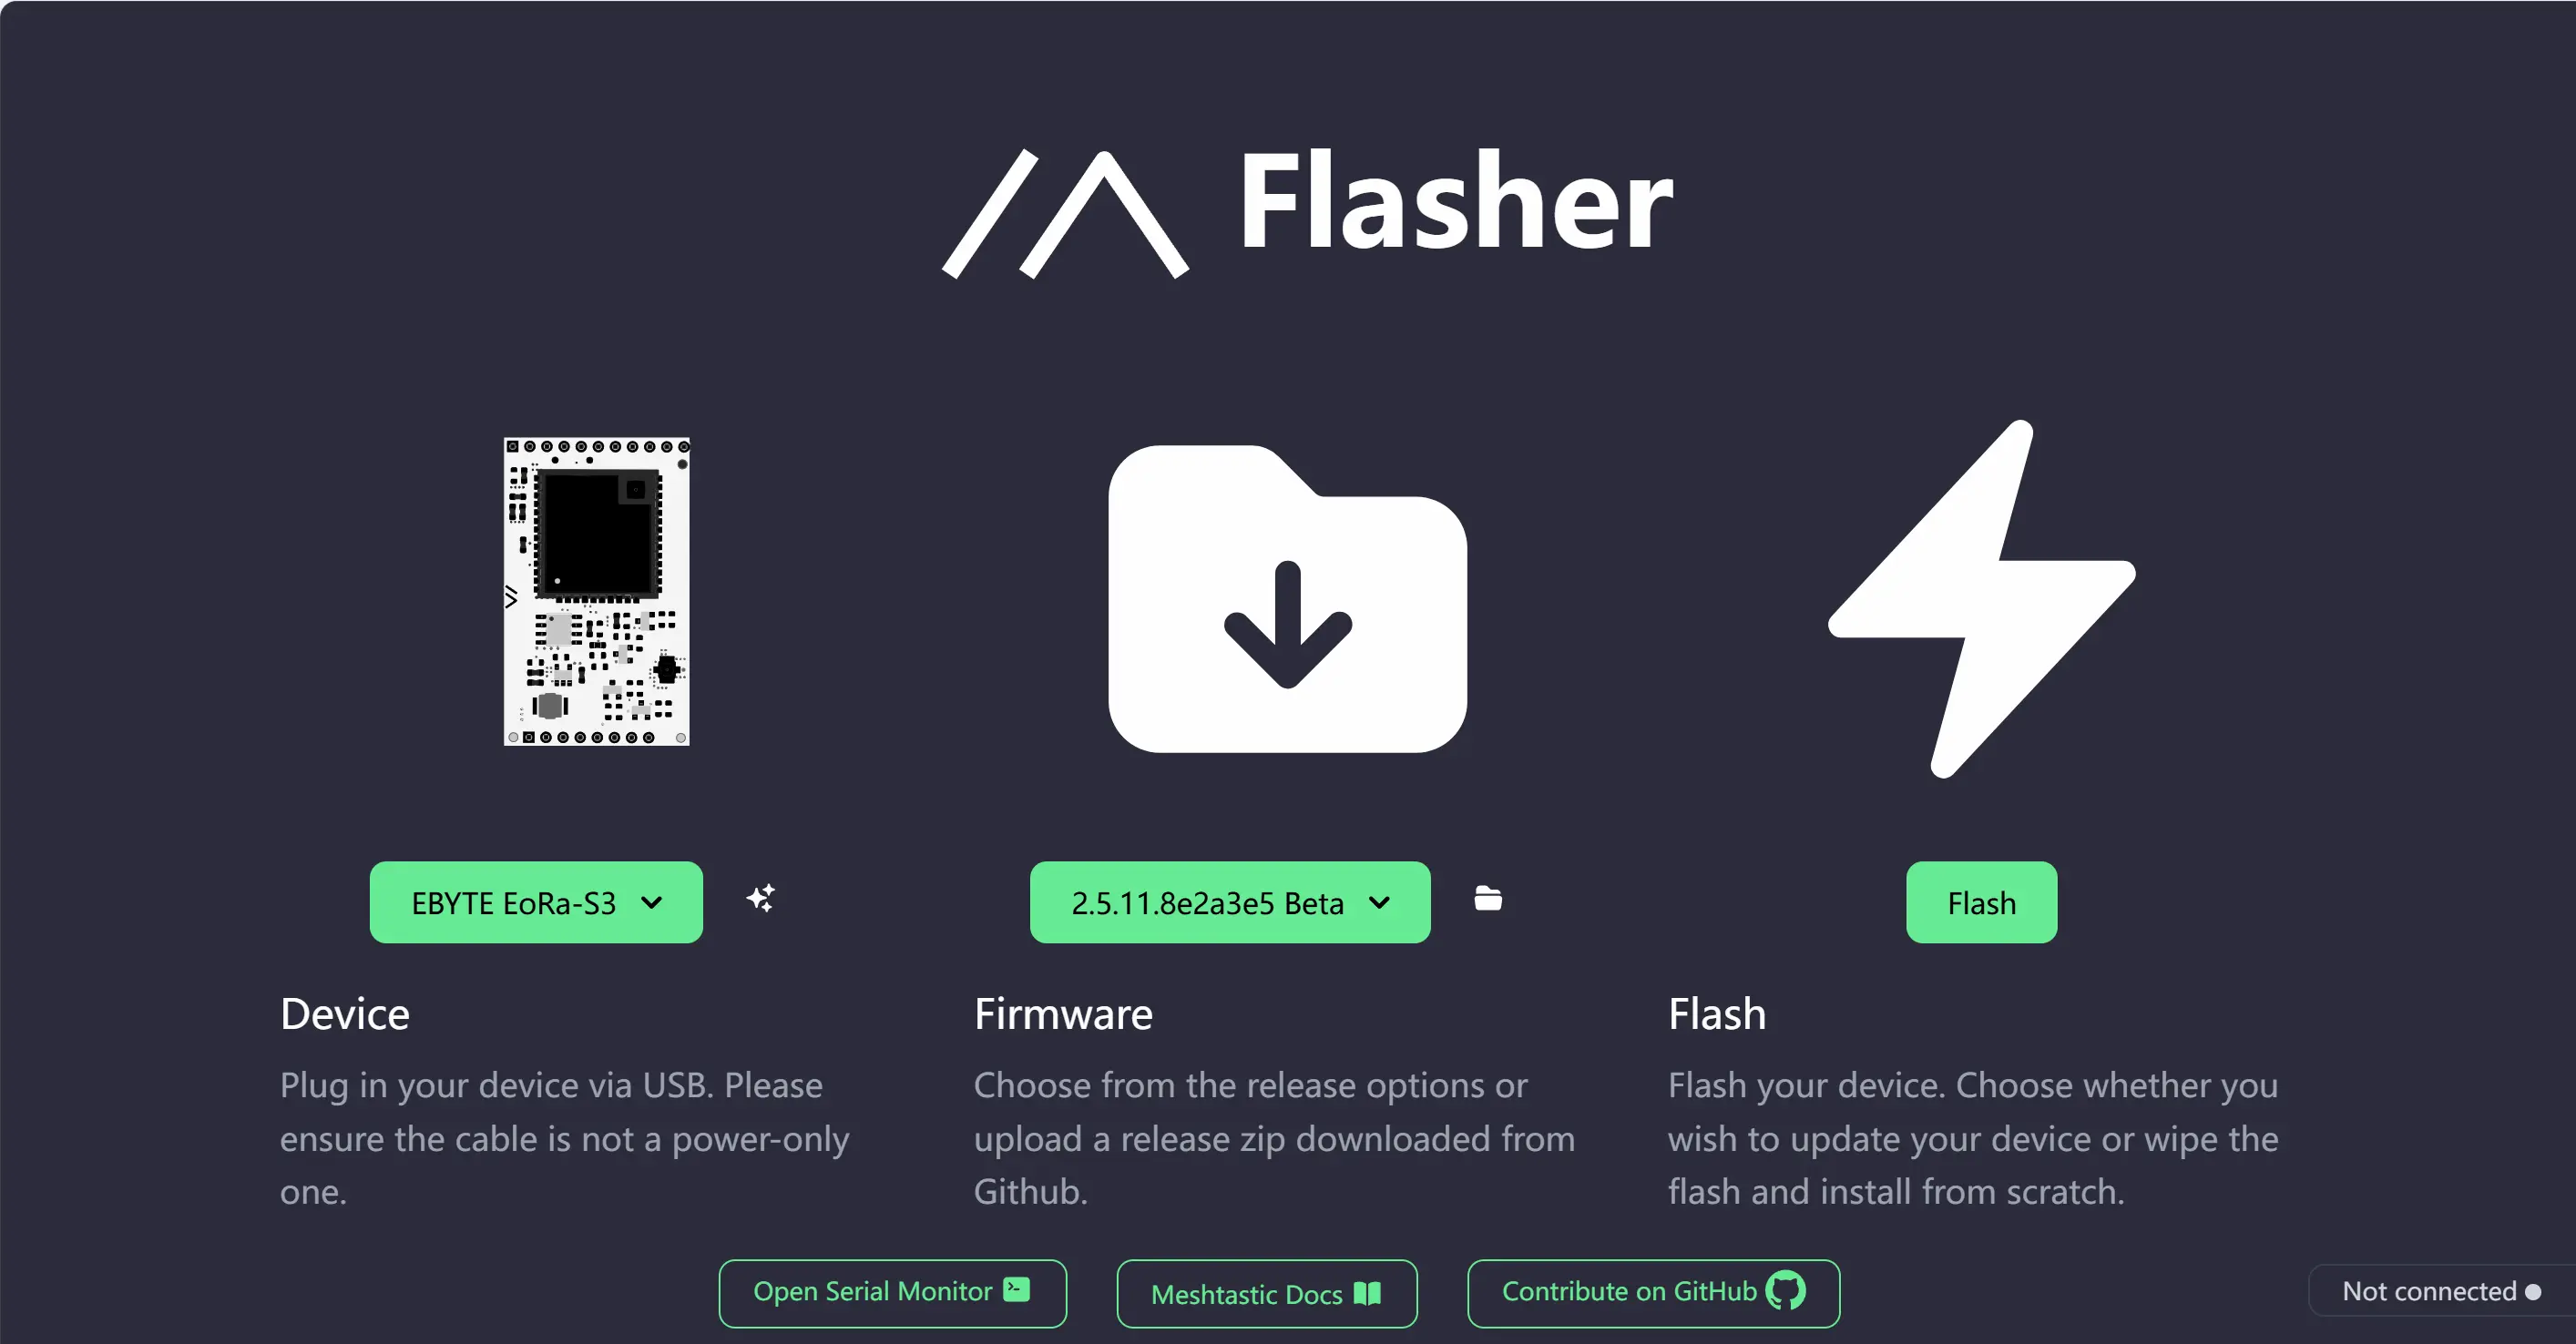 Flasher
EBYTE EoRa-S3
2.5.11.8e2a3e5 Beta
Flash
Device
Plug in your device via USB. Please
ensure the cable is not a power-only
one.
Firmware
Choose from the release options or
upload a release zip downloaded from
Github.
Flash
Flash your device. Choose whether you
wish to update your device or wipe the
flash and install from scratch.
Open Serial Monitor
Meshtastic Docs
Contribute on GitHub
Not connected